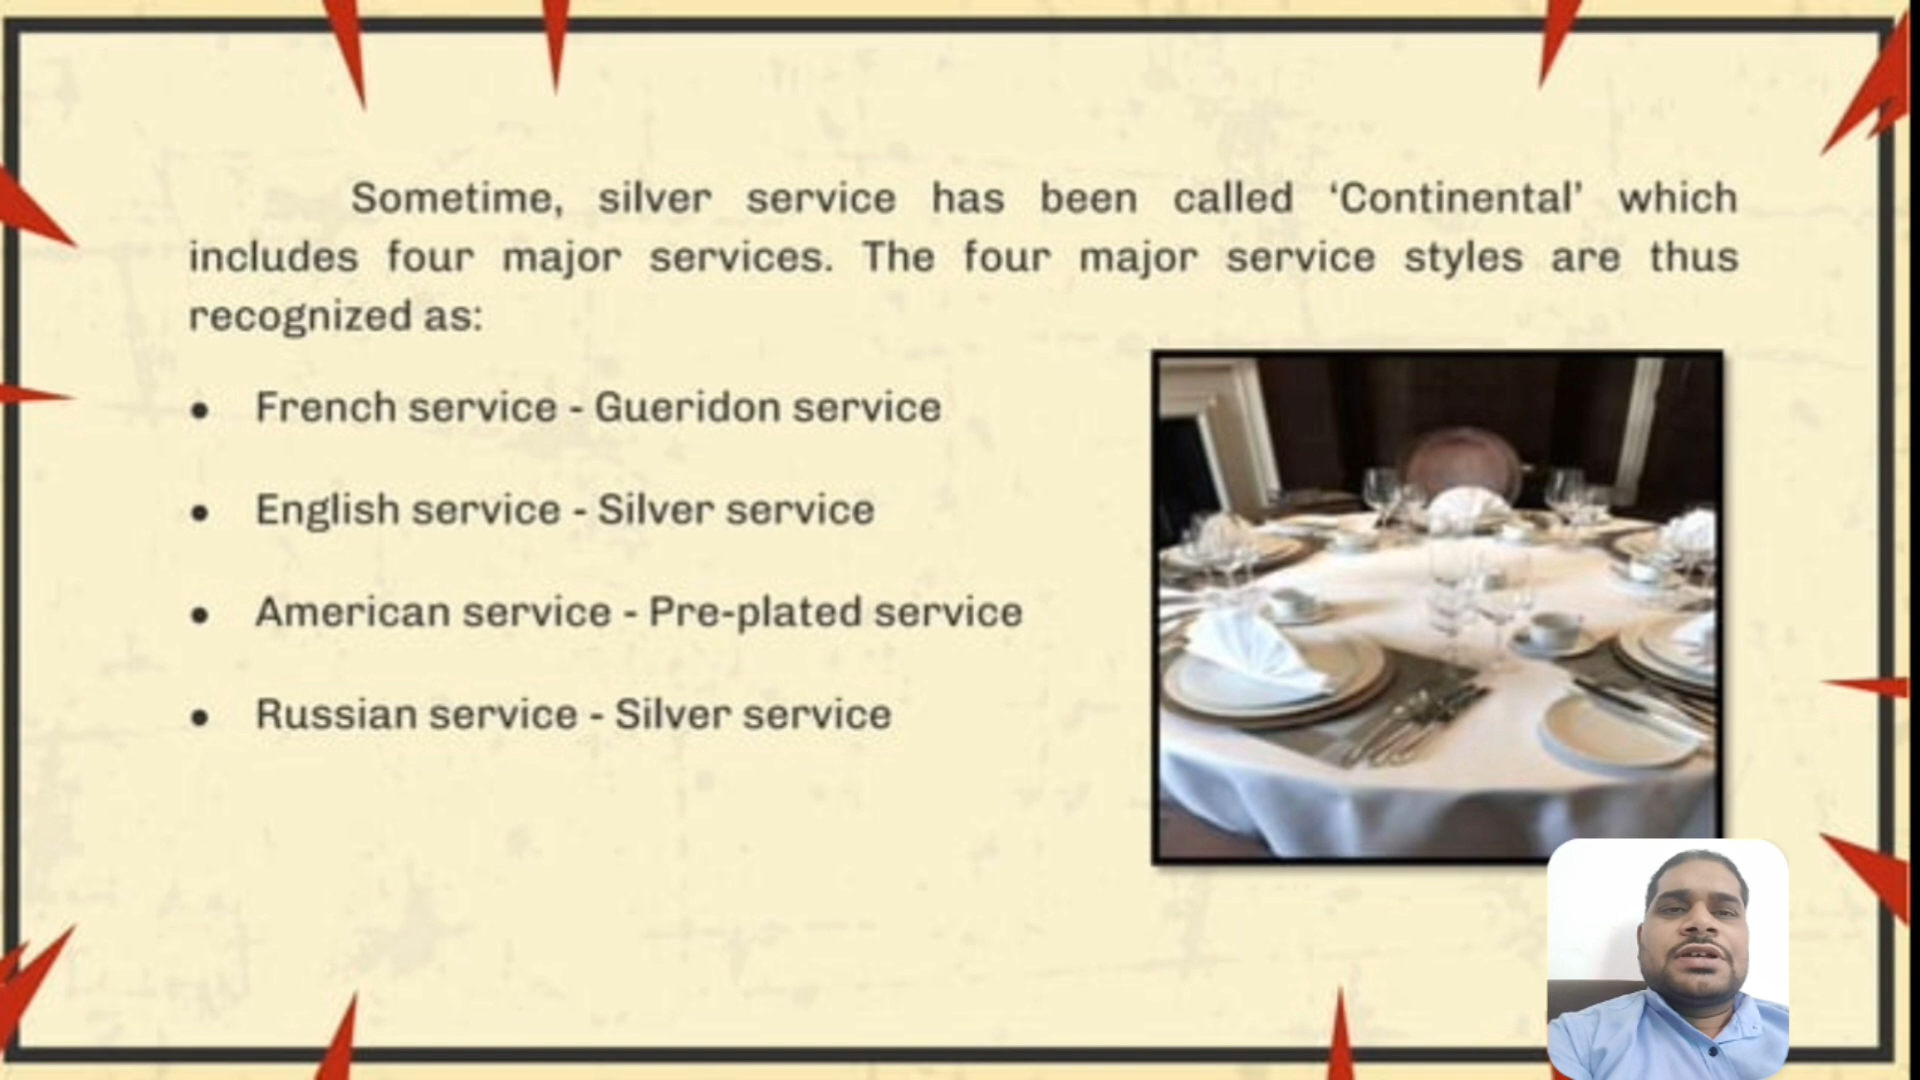 Sometime, silver service has been called ‘Continental’ which
includes four major services. The four major service styles are thus
recognized as:
● French service - Gueridon service
● English service - Silver service
● American service - Pre-plated service
● Russian service - Silver service